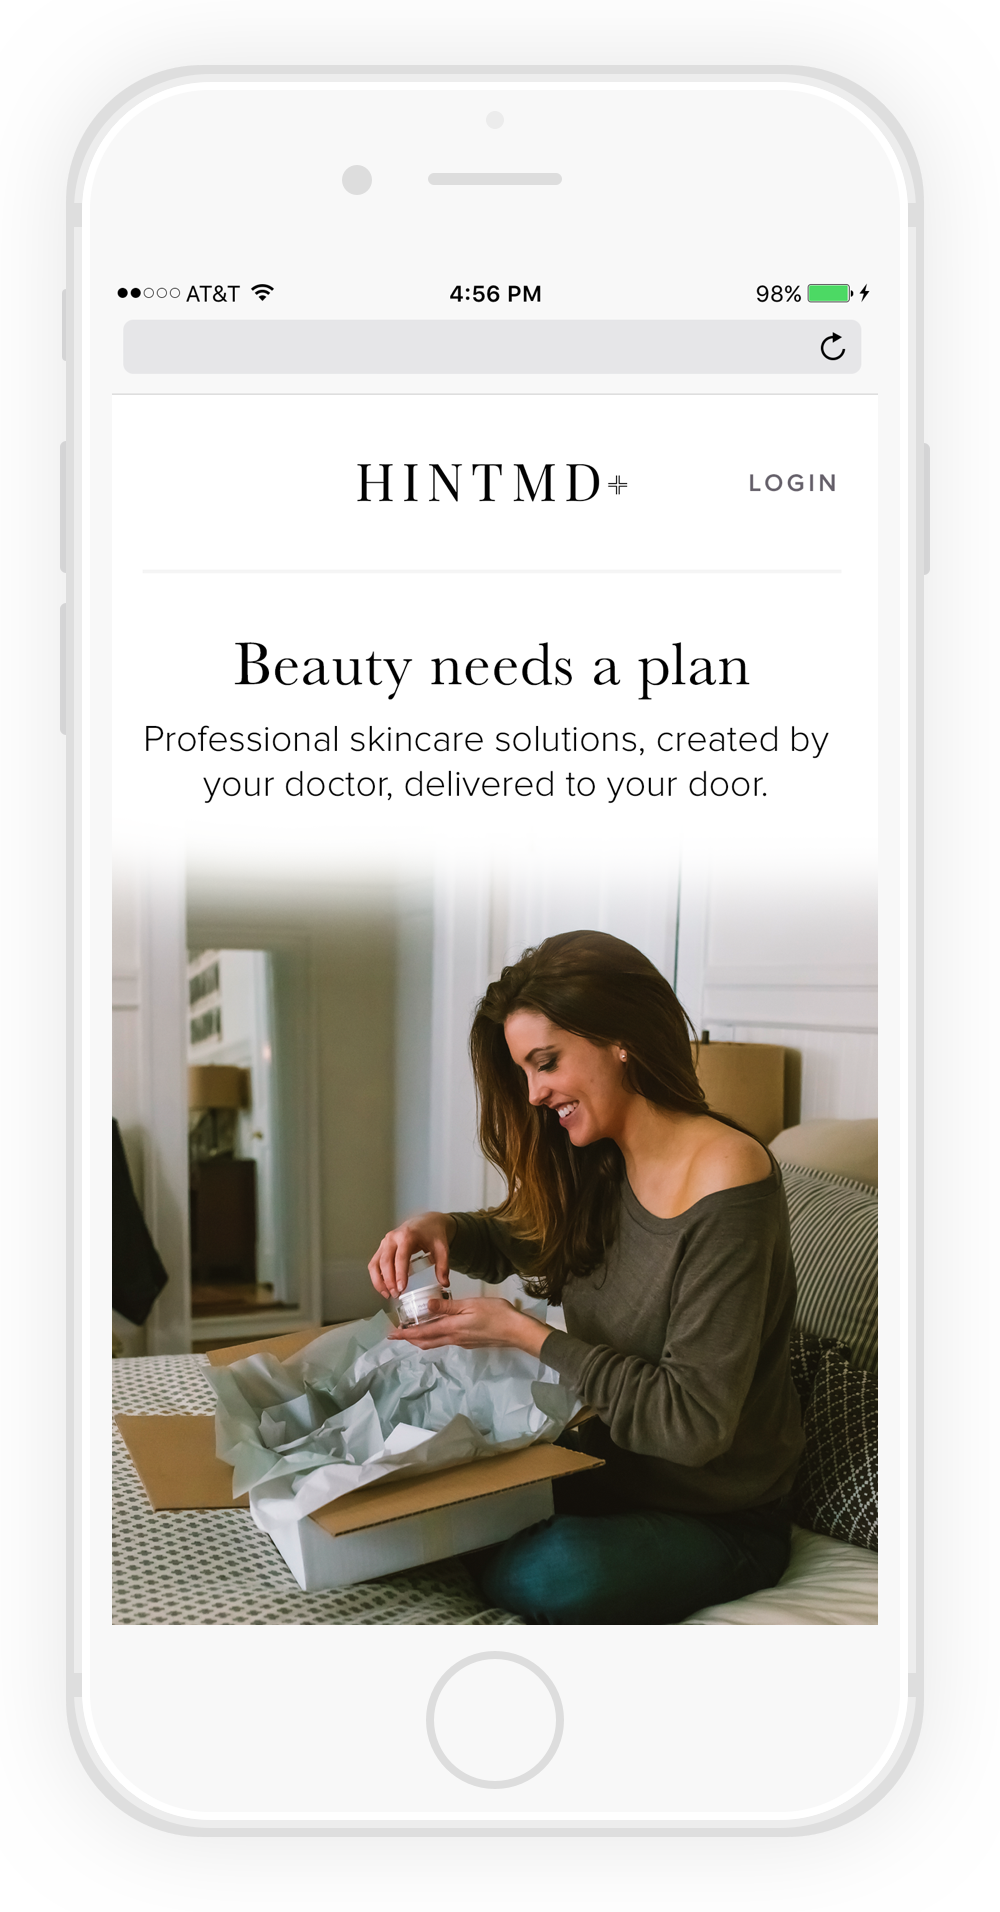 AT&T 4:56 PM 98%
HINTMD+ LOGIN
Beauty needs a plan
Professional skincare solutions, created by
your doctor, delivered to your door.